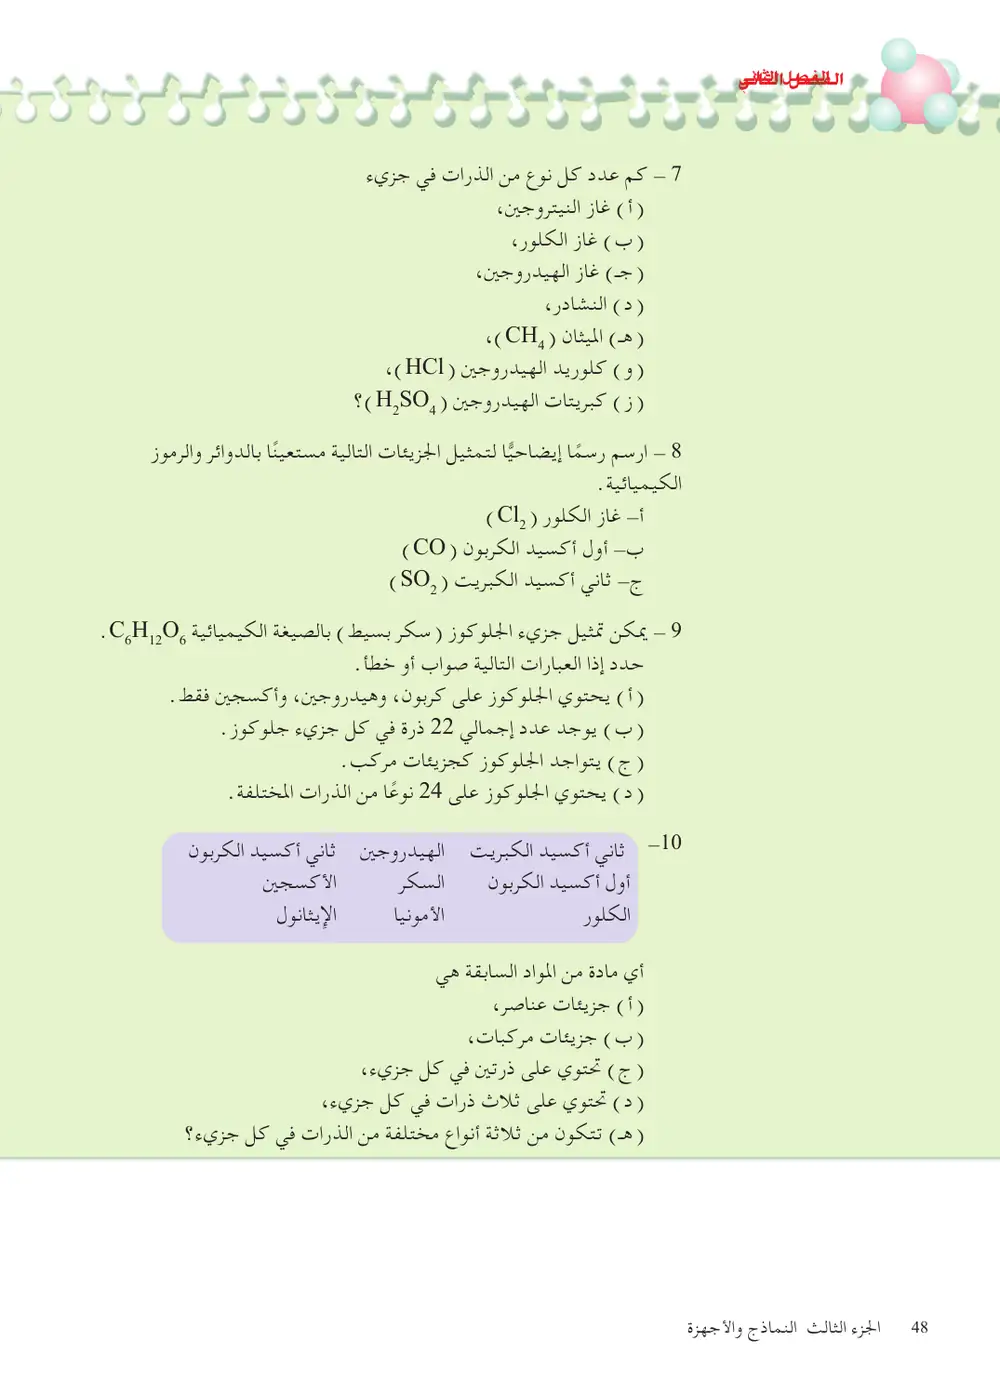 الفصل الثاني
7 – كم عدد كل نوع من الذرات في جزيء
(أ) غاز النيتروجين،
(ب) غاز الكلور،
(جـ) غاز الهيدروجين،
(د) النشادر،
(هـ) الميثان (CH₄)،
(و) كلوريد الهيدروجين (HCl)،
(ز) كبريتات الهيدروجين (H₂SO₄)؟
8 – ارسم رسمًا إيضاحيًّا لتمثيل الجزيئات التالية مستعينًا بالدوائر والرموز
الكيميائية.
أ– غاز الكلور (Cl₂)
ب– أول أكسيد الكربون (CO)
ج– ثاني أكسيد الكبريت (SO₂)
9 – يمكن تمثيل جزيء الجلوكوز (سكر بسيط) بالصيغة الكيميائية C₆H₁₂O₆.
حدد إذا العبارات التالية صواب أو خطأ.
(أ) يحتوي الجلوكوز على كربون، وهيدروجين، وأكسجين فقط.
(ب) يوجد عدد إجمالي 22 ذرة في كل جزيء جلوكوز.
(ج) يتواجد الجلوكوز كجزيئات مركب.
(د) يحتوي الجلوكوز على 24 نوعًا من الذرات المختلفة.
10– ثاني أكسيد الكبريت الهيدروجين ثاني أكسيد الكربون
أول أكسيد الكربون السكر الأكسجين
الكلور الأمونيا الإيثانول
أي مادة من المواد السابقة هي
(أ) جزيئات عناصر،
(ب) جزيئات مركبات،
(ج) تحتوي على ذرتين في كل جزيء،
(د) تحتوي على ثلاث ذرات في كل جزيء،
(هـ) تتكون من ثلاثة أنواع مختلفة من الذرات في كل جزيء؟
48 الجزء الثالث النماذج والأجهزة